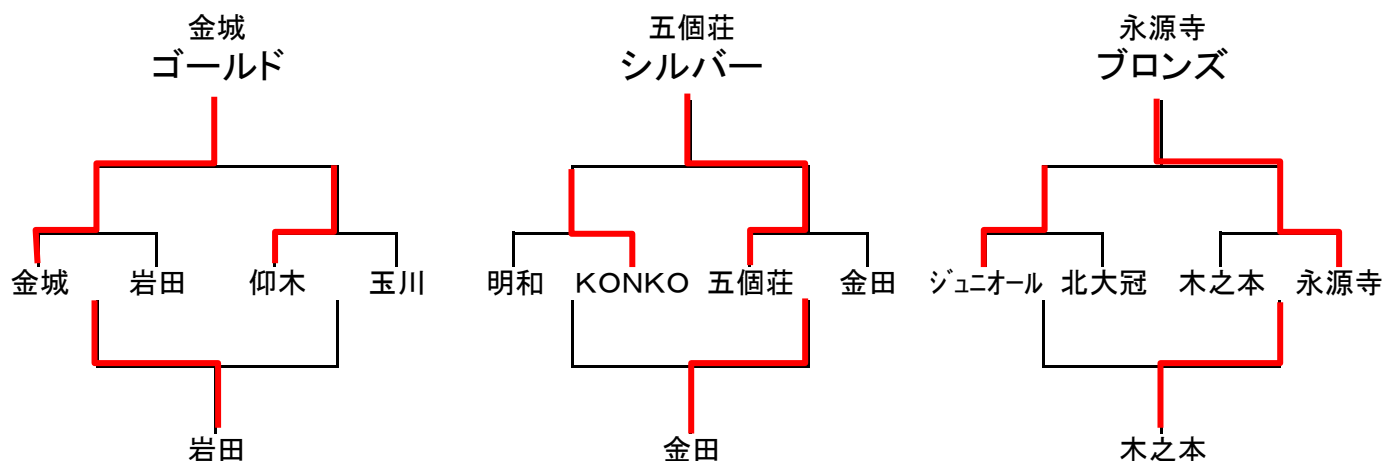 金城
ゴールド
五個荘
シルバー
永源寺
ブロンズ
金城 岩田 仰木 玉川
明和 KONKO 五個荘 金田
ジュニオール 北大冠 木之本 永源寺
岩田
金田
木之本